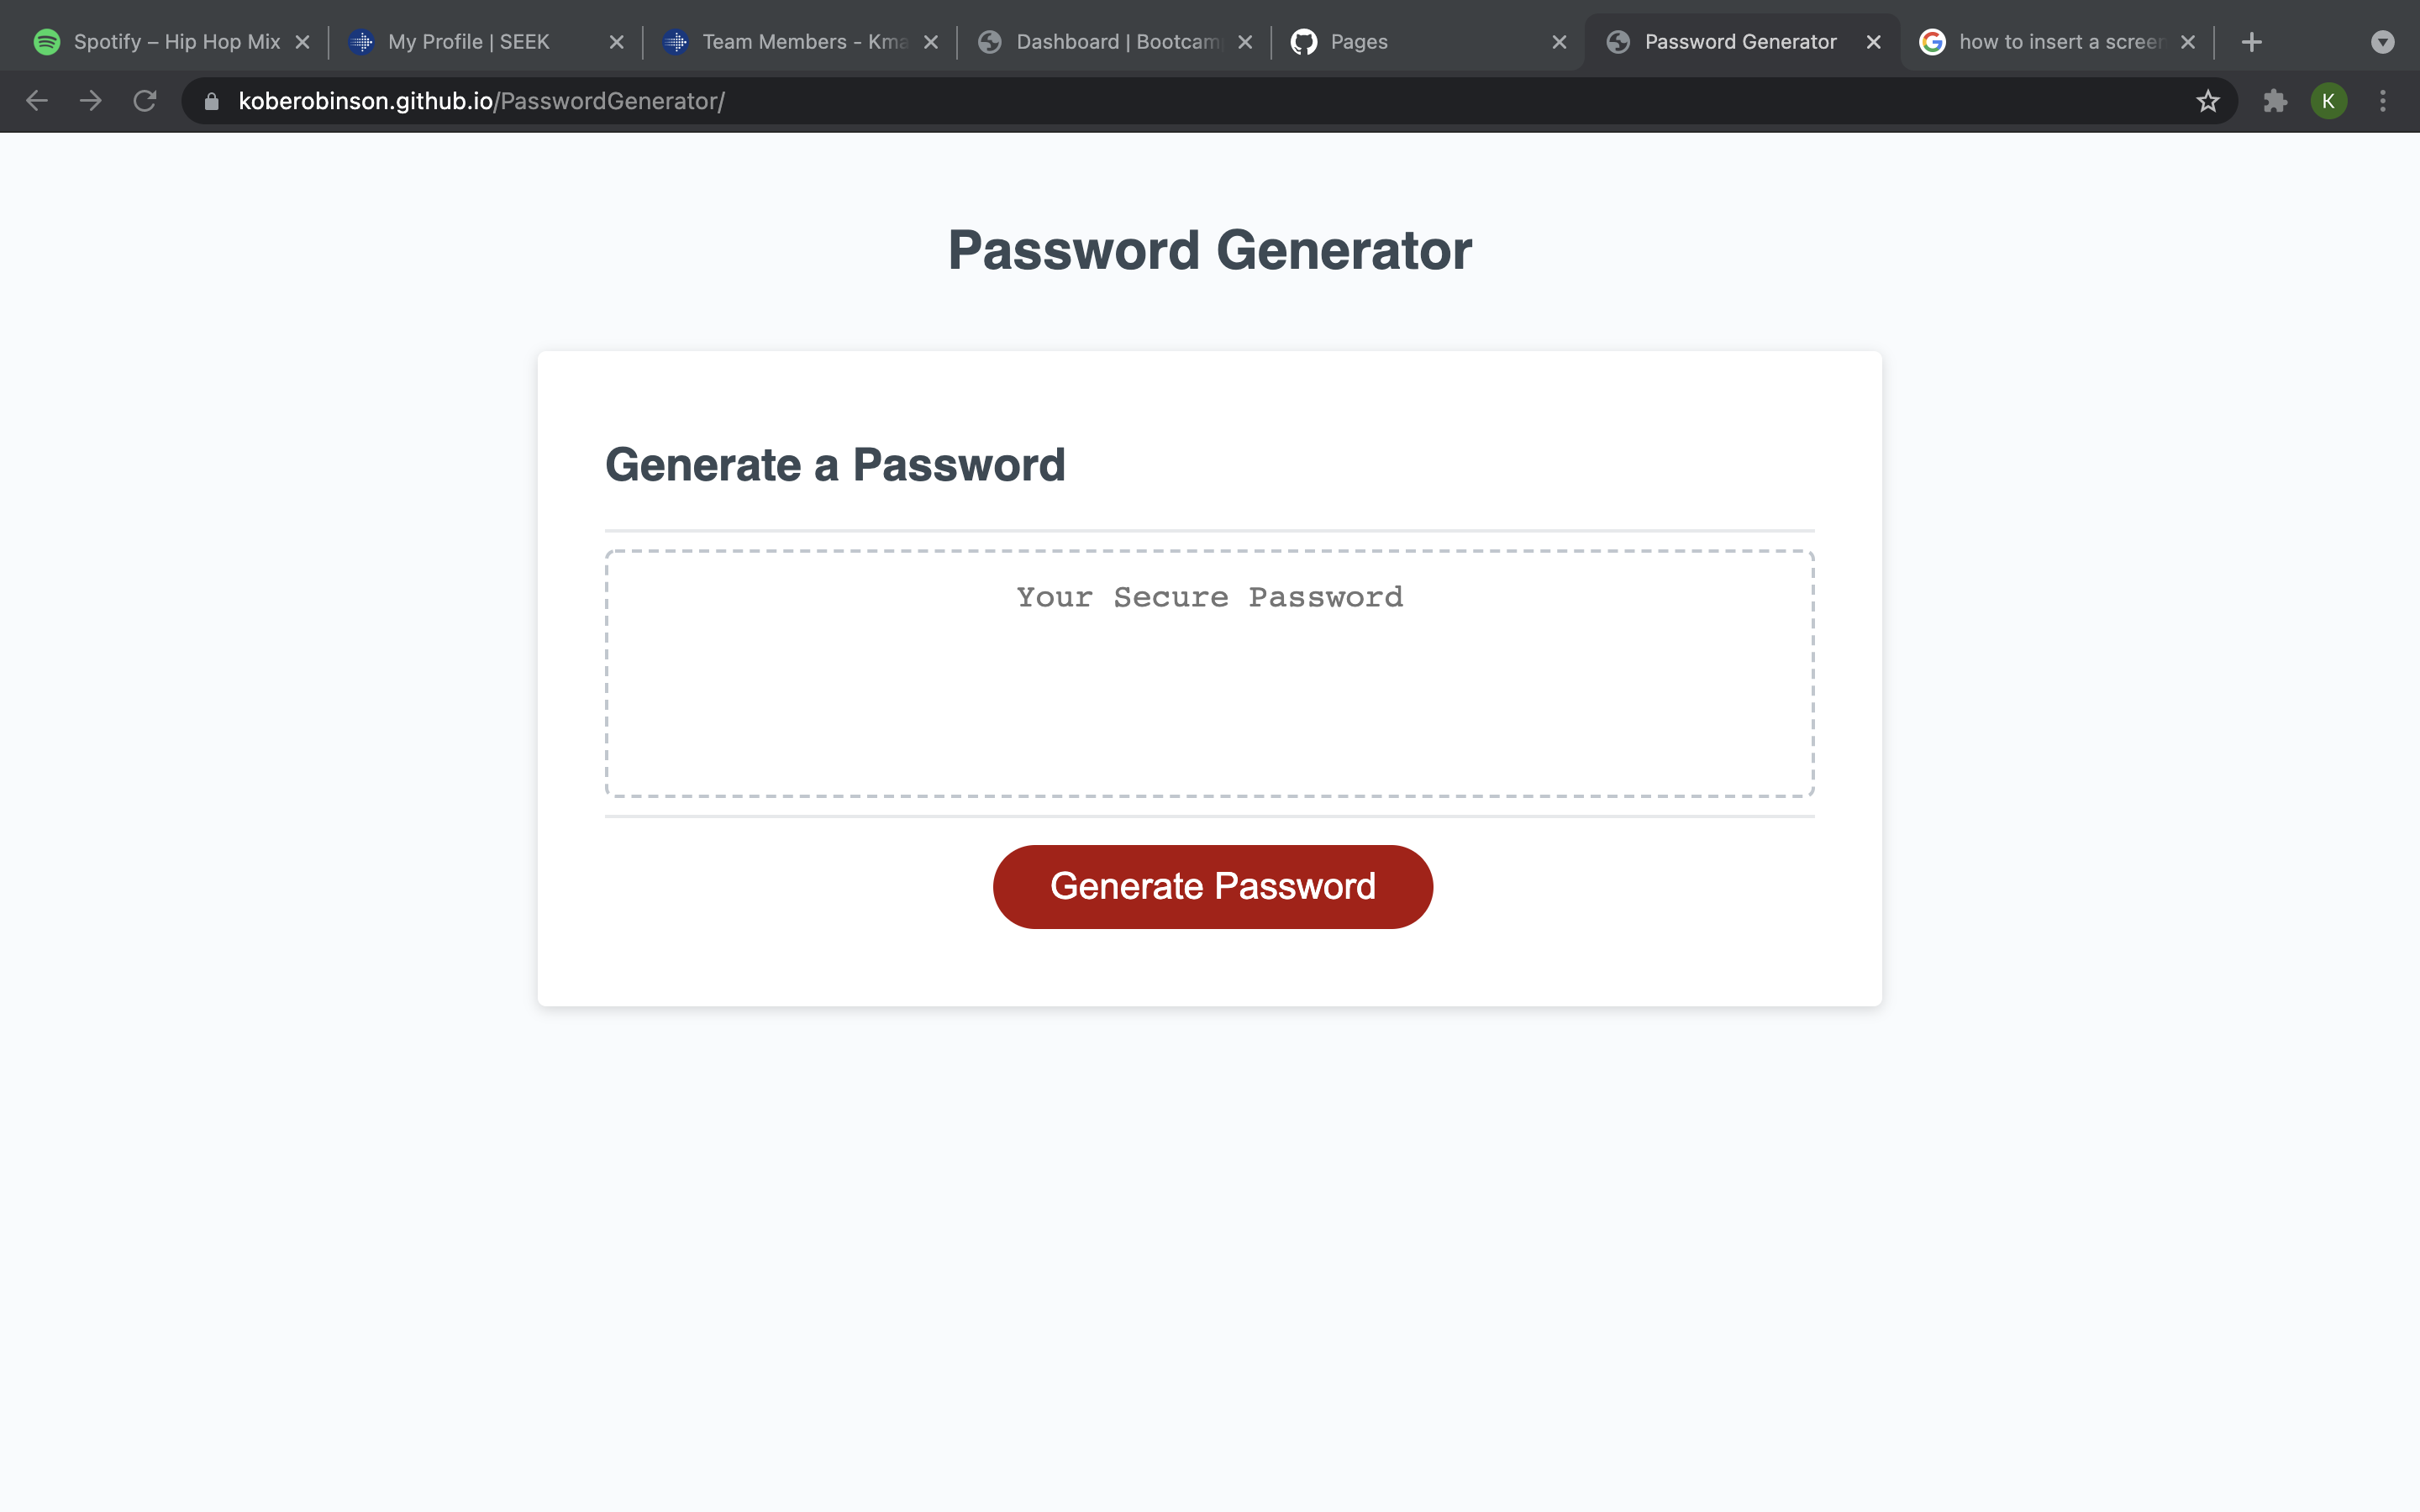 Spotify – Hip Hop Mix
My Profile | SEEK
Team Members - Kma
Dashboard | Bootcam
Pages
Password Generator
how to insert a screen
koberobinson.github.io/PasswordGenerator/
K
Password Generator
Generate a Password
Your Secure Password
Generate Password